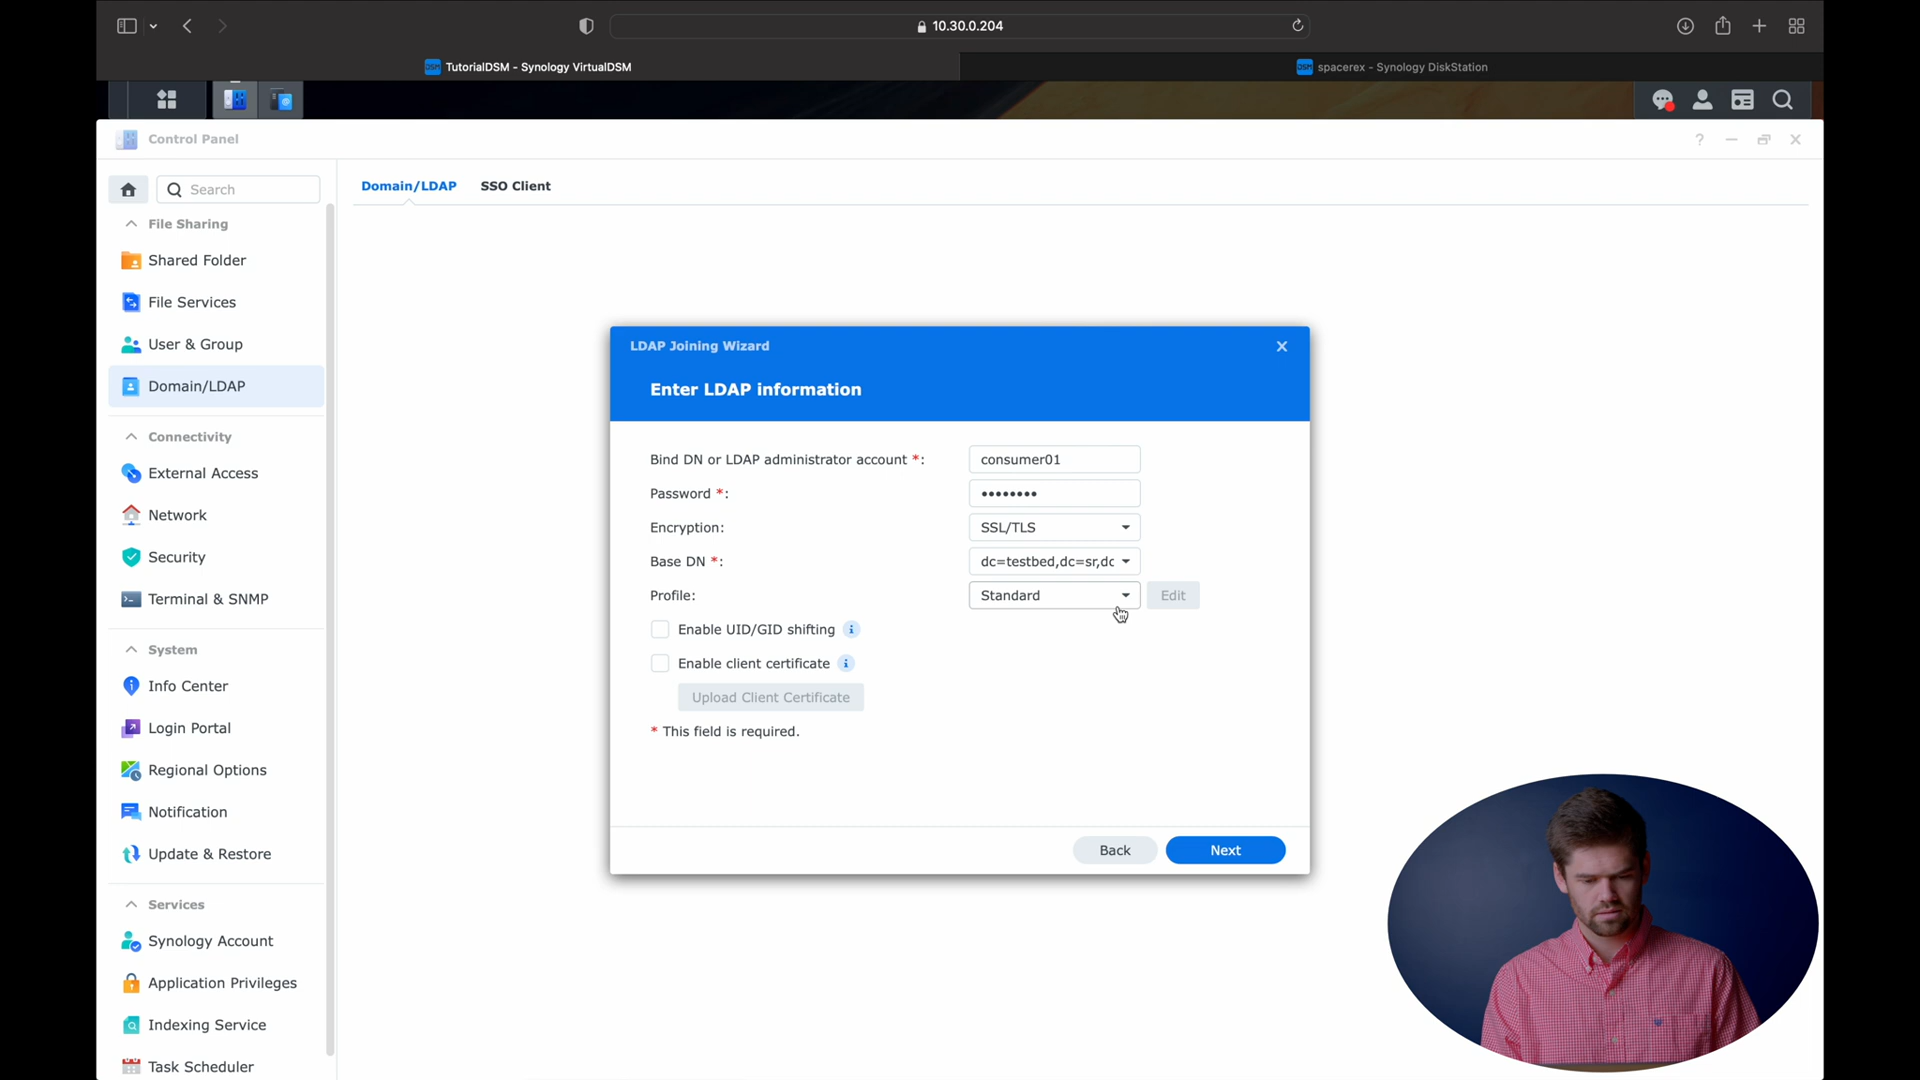 10.30.0.204
TutorialDSM - Synology VirtualDSM
spacerex - Synology DiskStation
Control Panel
Search
Domain/LDAP
SSO Client
File Sharing
Shared Folder
File Services
User & Group
Domain/LDAP
Connectivity
External Access
Network
Security
Terminal & SNMP
System
Info Center
Login Portal
Regional Options
Notification
Update & Restore
Services
Synology Account
Application Privileges
Indexing Service
Task Scheduler
LDAP Joining Wizard
Enter LDAP information
Bind DN or LDAP administrator account *: consumer01
Password *: ••••••••
Encryption: SSL/TLS
Base DN *: dc=testbed,dc=sr,dc
Profile: Standard Edit
Enable UID/GID shifting
Enable client certificate
Upload Client Certificate
* This field is required.
Back Next